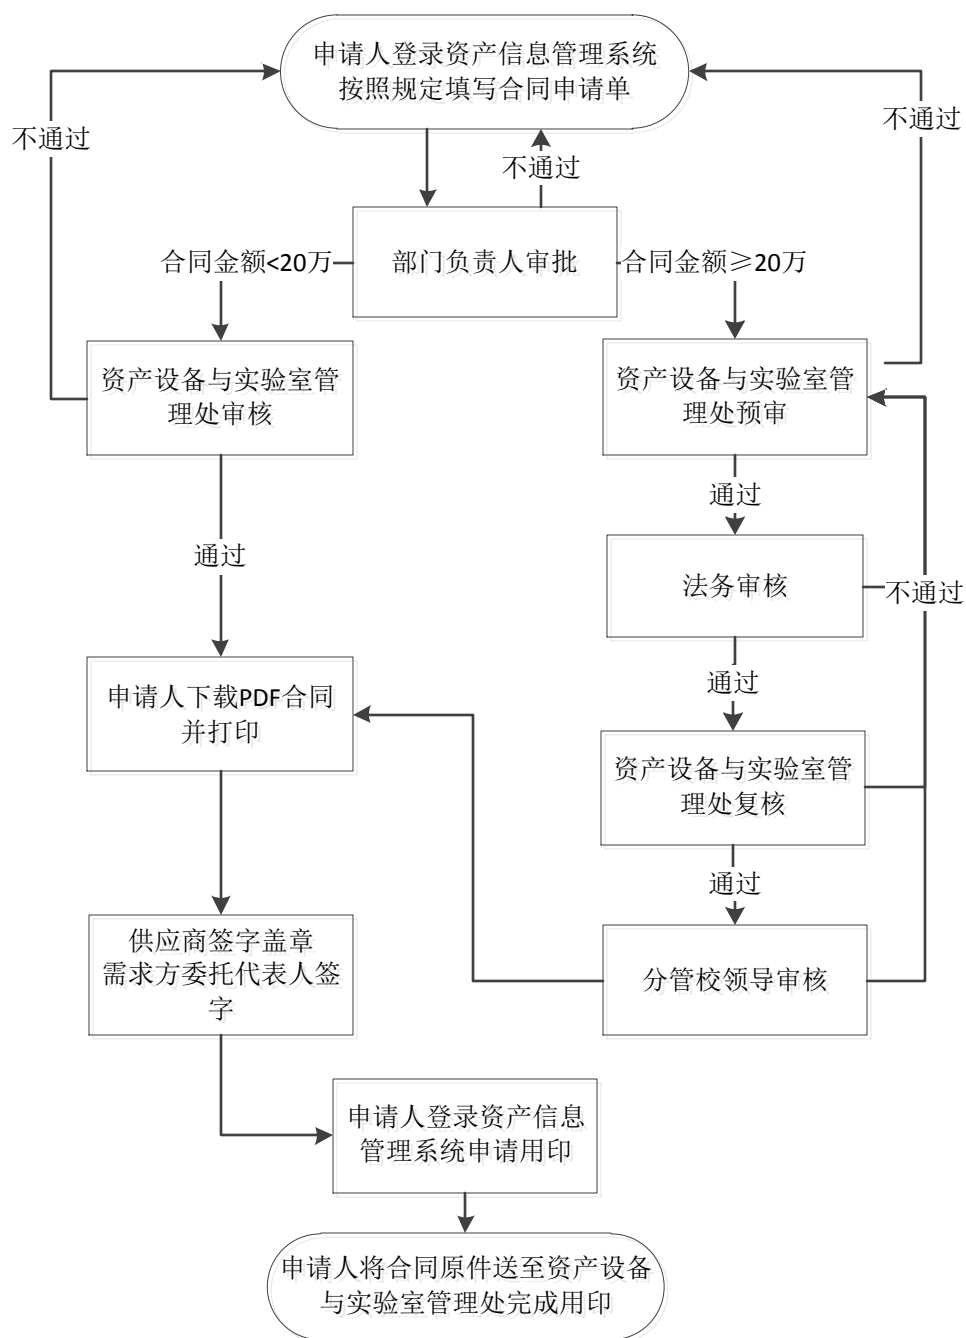 申请人登录资产信息管理系统
按照规定填写合同申请单
不通过
不通过
不通过
合同金额<20万
部门负责人审批
合同金额≥20万
资产设备与实验室管
理处审核
资产设备与实验室管
理处预审
通过
通过
法务审核
不通过
申请人下载PDF合同
并打印
通过
资产设备与实验室管
理处复核
通过
供应商签字盖章
需求方委托代表人签
字
分管校领导审核
申请人登录资产信息
管理系统申请用印
申请人将合同原件送至资产设备
与实验室管理处完成用印